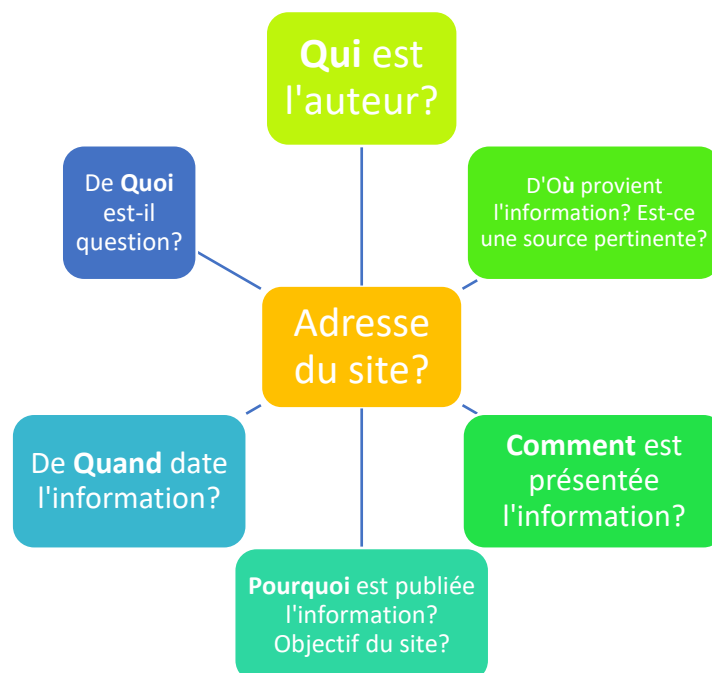 Qui est
l'auteur?
D'Où provient
l'information? Est-ce
une source pertinente?
Comment est
présentée
l'information?
Pourquoi est publiée
l'information?
Objectif du site?
De Quand date
l'information?
De Quoi
est-il
question?
Adresse
du site?